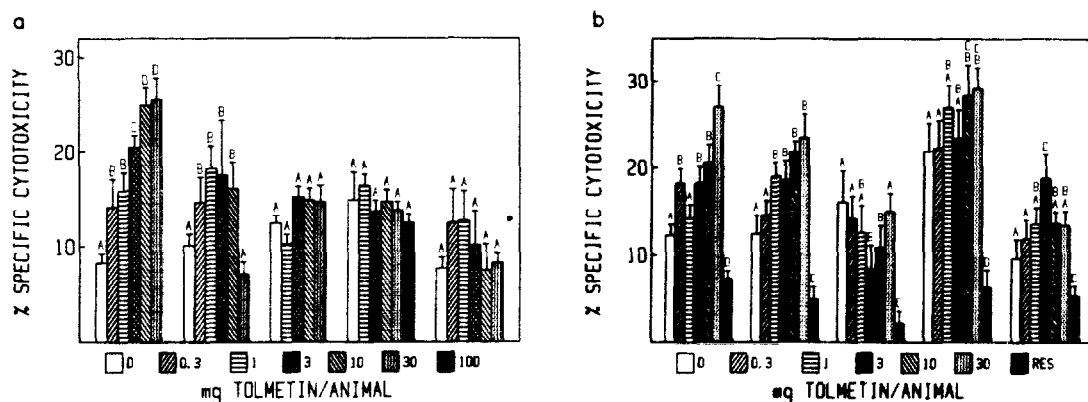 a
% SPECIFIC CYTOTOXICITY
30
20
10
A B B C D D
A B B B B A
A A A A A
A A A A A A
A A A A A A
0 0.3 1 3 10 30 100
mg TOLMETIN/ANIMAL
b
% SPECIFIC CYTOTOXICITY
30
20
10
A B A B B C D
A A B B B B C
A A A B B A C
A A B A B A C B C B C
A A B A C B A B A C
0 0.3 1 3 10 30 RES
mg TOLMETIN/ANIMAL